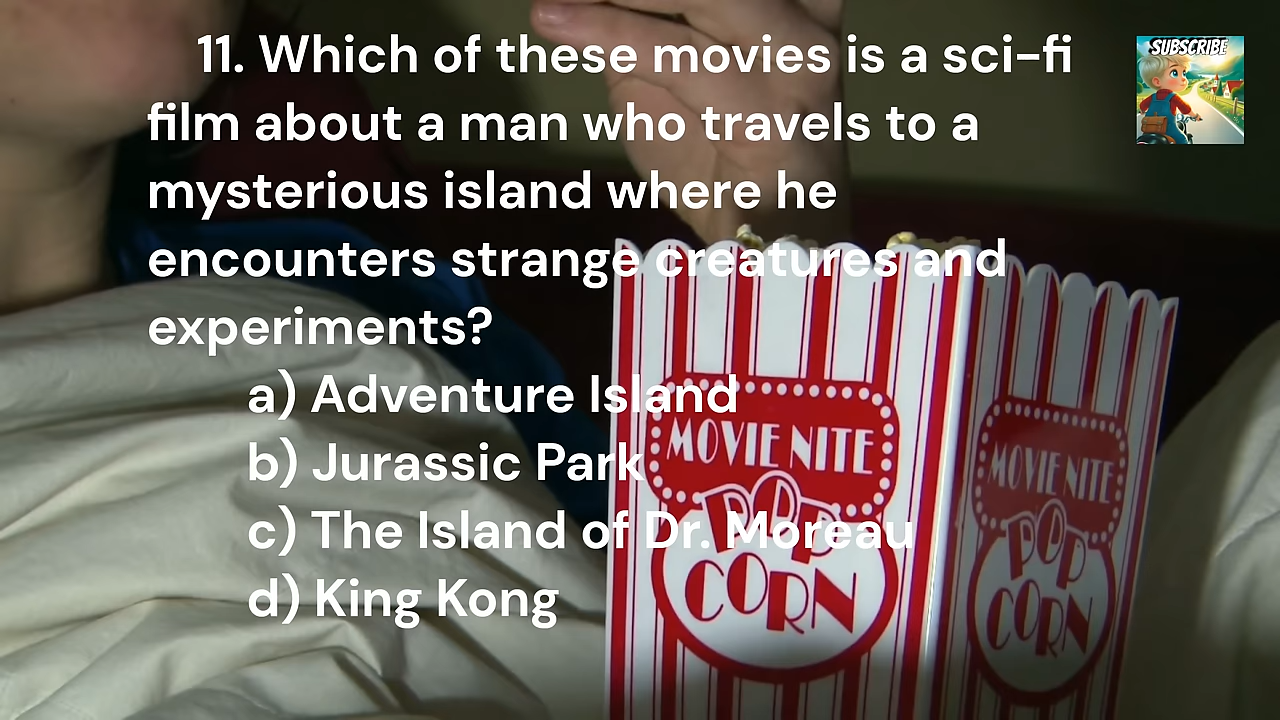 11. Which of these movies is a sci-fi
film about a man who travels to a
mysterious island where he
encounters strange creatures and
experiments?
a) Adventure Island
b) Jurassic Park
c) The Island of Dr. Moreau
d) King Kong
SUBSCRIBE
MOVIE NITE
POP
CORN
MOVIE NITE
POP
CORN